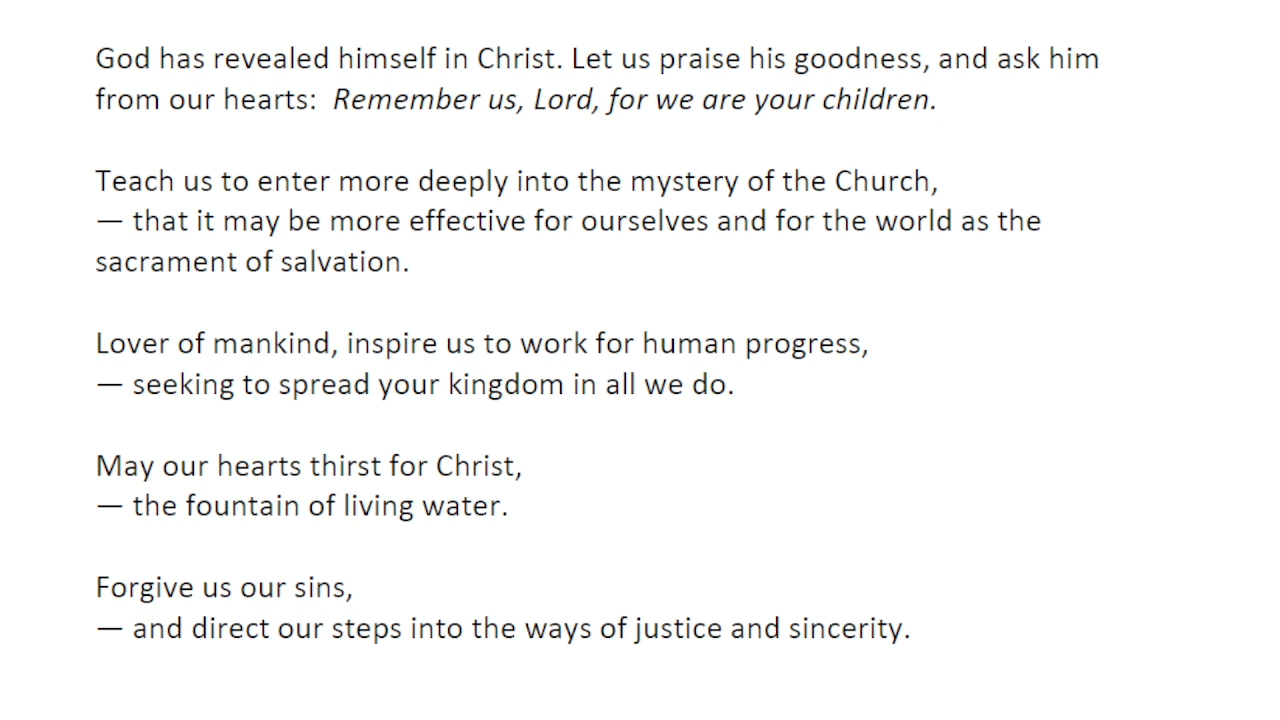 God has revealed himself in Christ. Let us praise his goodness, and ask him
from our hearts:  Remember us, Lord, for we are your children.
Teach us to enter more deeply into the mystery of the Church,
— that it may be more effective for ourselves and for the world as the
sacrament of salvation.
Lover of mankind, inspire us to work for human progress,
— seeking to spread your kingdom in all we do.
May our hearts thirst for Christ,
— the fountain of living water.
Forgive us our sins,
— and direct our steps into the ways of justice and sincerity.